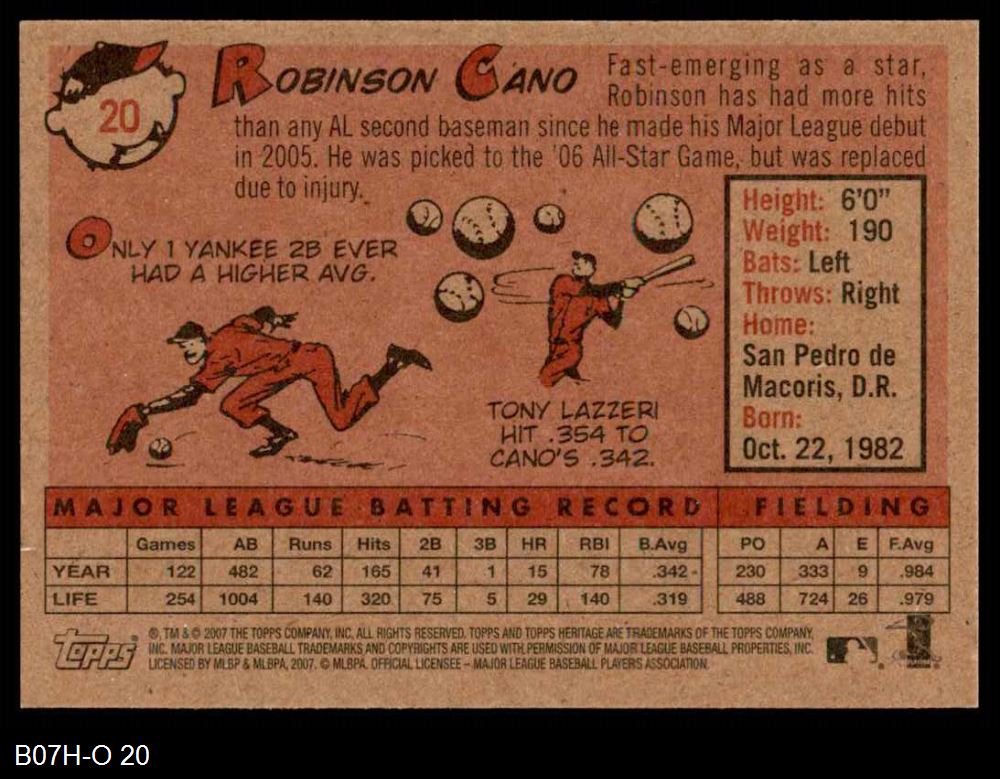 20
ROBINSON CANO
Fast-emerging as a star,
Robinson has had more hits
than any AL second baseman since he made his Major League debut
in 2005. He was picked to the '06 All-Star Game, but was replaced
due to injury.
ONLY 1 YANKEE 2B EVER
HAD A HIGHER AVG.
TONY LAZZERI
HIT .354 TO
CANO'S .342.
Height: 6'0"
Weight: 190
Bats: Left
Throws: Right
Home:
San Pedro de
Macoris, D.R.
Born:
Oct. 22, 1982
MAJOR LEAGUE BATTING RECORD FIELDING
Games AB Runs Hits 2B 3B HR RBI B.Avg PO A E F.Avg
YEAR 122 482 62 165 41 1 15 78 .342 230 333 9 .984
LIFE 254 1004 140 320 75 5 29 140 .319 488 724 26 .979
topps
®, TM & © 2007 THE TOPPS COMPANY, INC. ALL RIGHTS RESERVED. TOPPS AND TOPPS HERITAGE ARE TRADEMARKS OF THE TOPPS COMPANY,
INC. MAJOR LEAGUE BASEBALL TRADEMARKS AND COPYRIGHTS ARE USED WITH PERMISSION OF MAJOR LEAGUE BASEBALL PROPERTIES, INC.
LICENSED BY MLBP & MLBPA, 2007. © MLBPA. OFFICIAL LICENSEE – MAJOR LEAGUE BASEBALL PLAYERS ASSOCIATION.
B07H-O 20